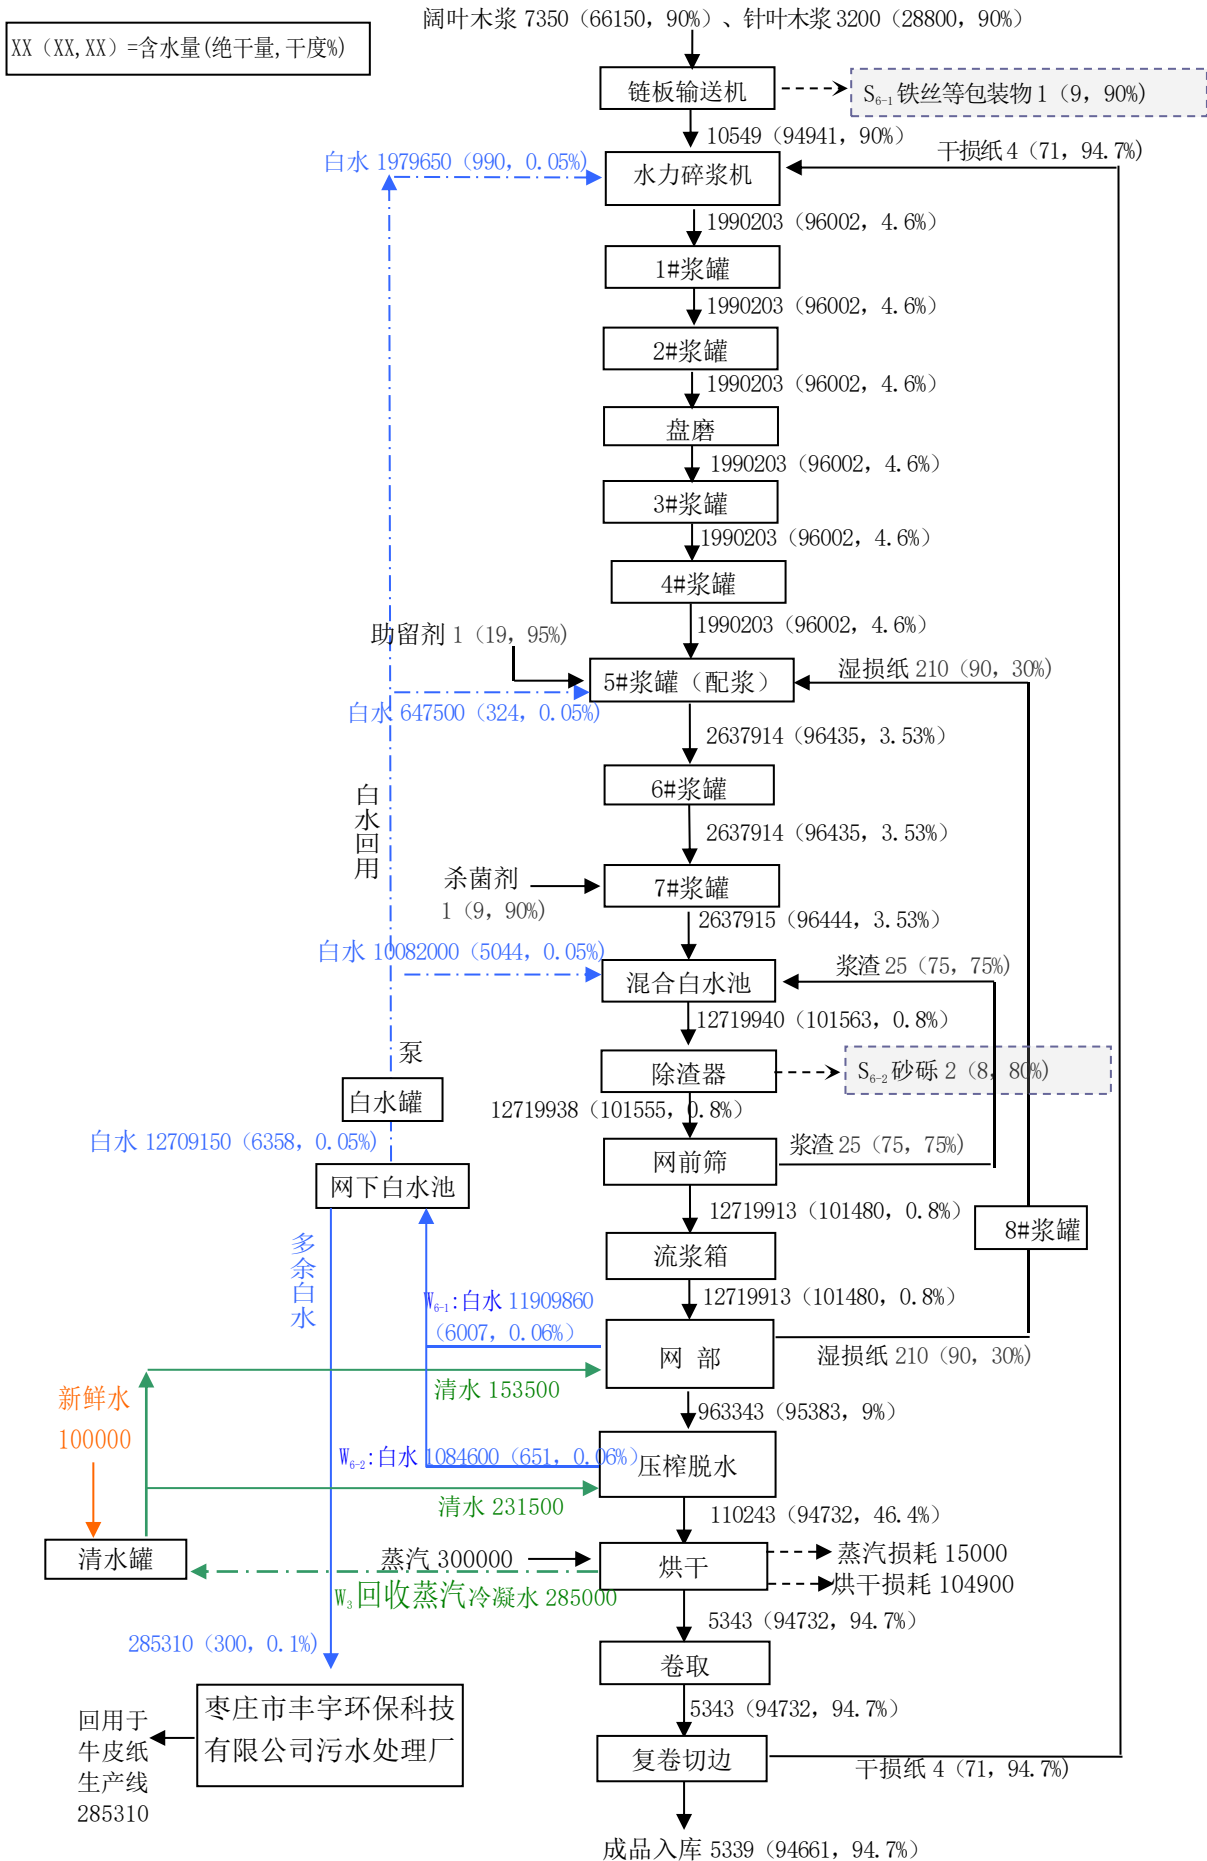 阔叶木浆 7350（66150，90%）、针叶木浆 3200（28800，90%）
XX（XX,XX）=含水量(绝干量,干度%)
链板输送机
S6-1 铁丝等包装物 1（9，90%)
10549（94941，90%）
干损纸 4（71，94.7%)
白水 1979650（990，0.05%)
水力碎浆机
1990203（96002，4.6%）
1#浆罐
1990203（96002，4.6%）
2#浆罐
1990203（96002，4.6%）
盘磨
1990203（96002，4.6%）
3#浆罐
1990203（96002，4.6%）
4#浆罐
1990203（96002，4.6%）
助留剂 1（19，95%)
湿损纸 210（90，30%)
5#浆罐（配浆）
白水 647500（324，0.05%)
2637914（96435，3.53%）
6#浆罐
白水回用
2637914（96435，3.53%）
杀菌剂
1（9，90%)
7#浆罐
2637915（96444，3.53%）
白水 10082000（5044，0.05%)
浆渣 25（75，75%)
混合白水池
12719940（101563，0.8%）
泵
除渣器
S6-2 砂砾 2（8，80%)
白水罐
12719938（101555，0.8%）
白水 12709150（6358，0.05%)
浆渣 25（75，75%)
网前筛
网下白水池
12719913（101480，0.8%）
8#浆罐
多余白水
流浆箱
W6-1:白水 11909860
（6007，0.06%）
12719913（101480，0.8%）
网 部
湿损纸 210（90，30%)
清水 153500
新鲜水
100000
963343（95383，9%）
W6-2:白水 1084600（651，0.06%）
压榨脱水
清水 231500
110243（94732，46.4%）
清水罐
蒸汽 300000
烘干
蒸汽损耗 15000
烘干损耗 104900
W3 回收蒸汽冷凝水 285000
5343（94732，94.7%）
285310（300，0.1%)
卷取
5343（94732，94.7%）
枣庄市丰宇环保科技
有限公司污水处理厂
回用于
牛皮纸
生产线
285310
复卷切边
干损纸 4（71，94.7%)
成品入库 5339（94661，94.7%）